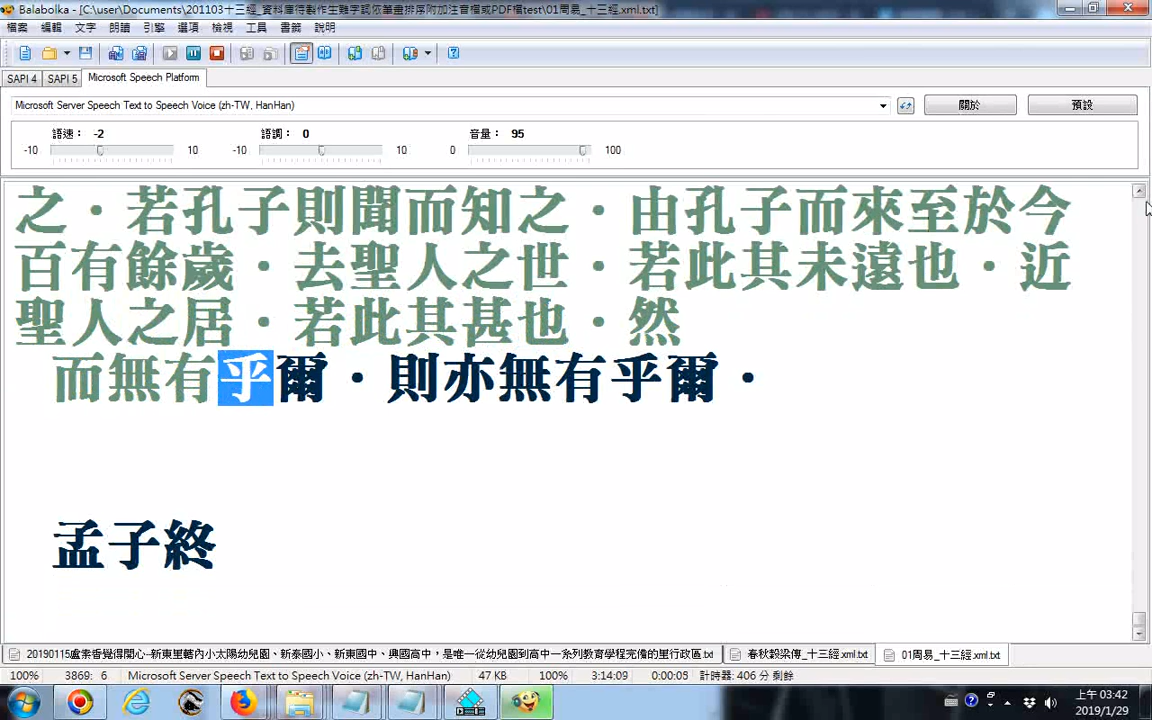 Balabolka - [C:\user\Documents\201103十三經_資料庫待製作生難字詞依筆畫排序附加注音檔或PDF檔test\01周易_十三經.xml.txt]
檔案 編輯 文字 朗讀 引擎 選項 檢視 工具 書籤 說明
SAPI 4 SAPI 5 Microsoft Speech Platform
Microsoft Server Speech Text to Speech Voice (zh-TW, HanHan) 關於 預設
語速： -2 語調： 0 音量： 95
-10 10 -10 10 0 100
之．若孔子則聞而知之．由孔子而來至於今
百有餘歲．去聖人之世．若此其未遠也．近
聖人之居．若此其甚也．然
而無有乎爾．則亦無有乎爾．
孟子終
20190115盧素香覺得開心--新東里轄內小太陽幼兒園、新泰國小、新東國中、興國高中，是唯一從幼兒園到高中一条列教育學程完備的里行政區.txt 春秋穀梁傳_十三經.xml.txt 01周易_十三經.xml.txt
100% 3869: 6 Microsoft Server Speech Text to Speech Voice (zh-TW, HanHan) 47 KB 100% 3:14:09 0:00:05 計時器: 406 分 剩餘
上午 03:42
2019/1/29